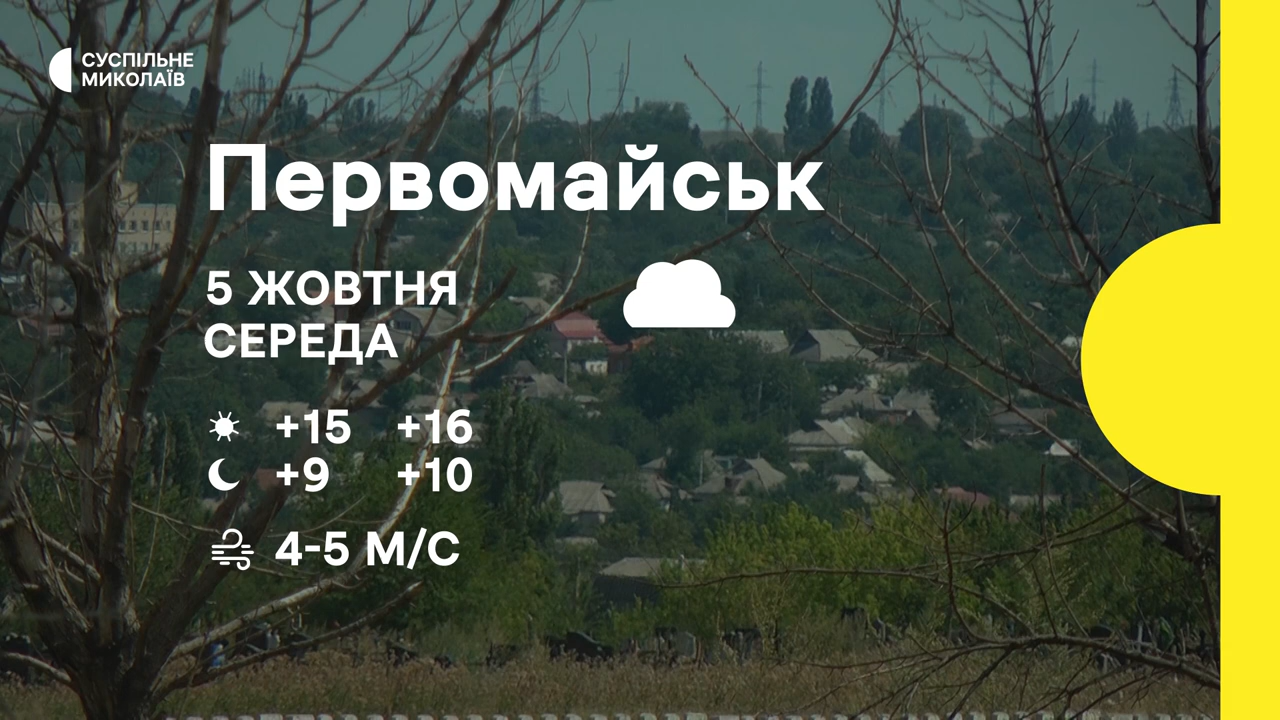 СУСПІЛЬНЕ
МИКОЛАЇВ
Первомайськ
5 ЖОВТНЯ
СЕРЕДА
+15 +16
+9 +10
4-5 М/С